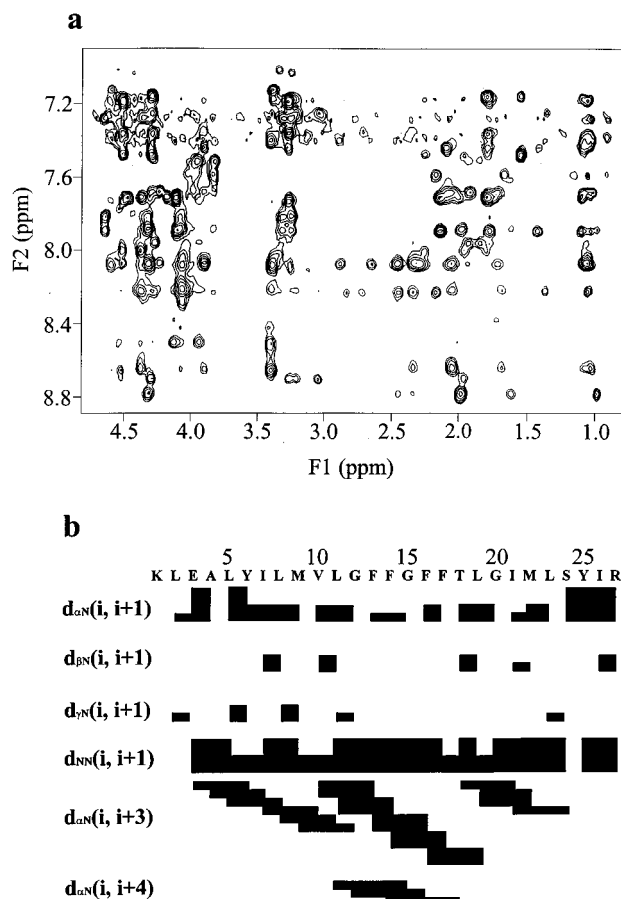 a
7.2
7.6
8.0
8.4
8.8
F2 (ppm)
4.5 4.0 3.5 3.0 2.5 2.0 1.5 1.0
F1 (ppm)
b
5 10 15 20 25
K L E A L Y I L M V L G F F G F F T L G I M L S Y I R
dαN(i, i+1)
dβN(i, i+1)
dγN(i, i+1)
dNN(i, i+1)
dαN(i, i+3)
dαN(i, i+4)